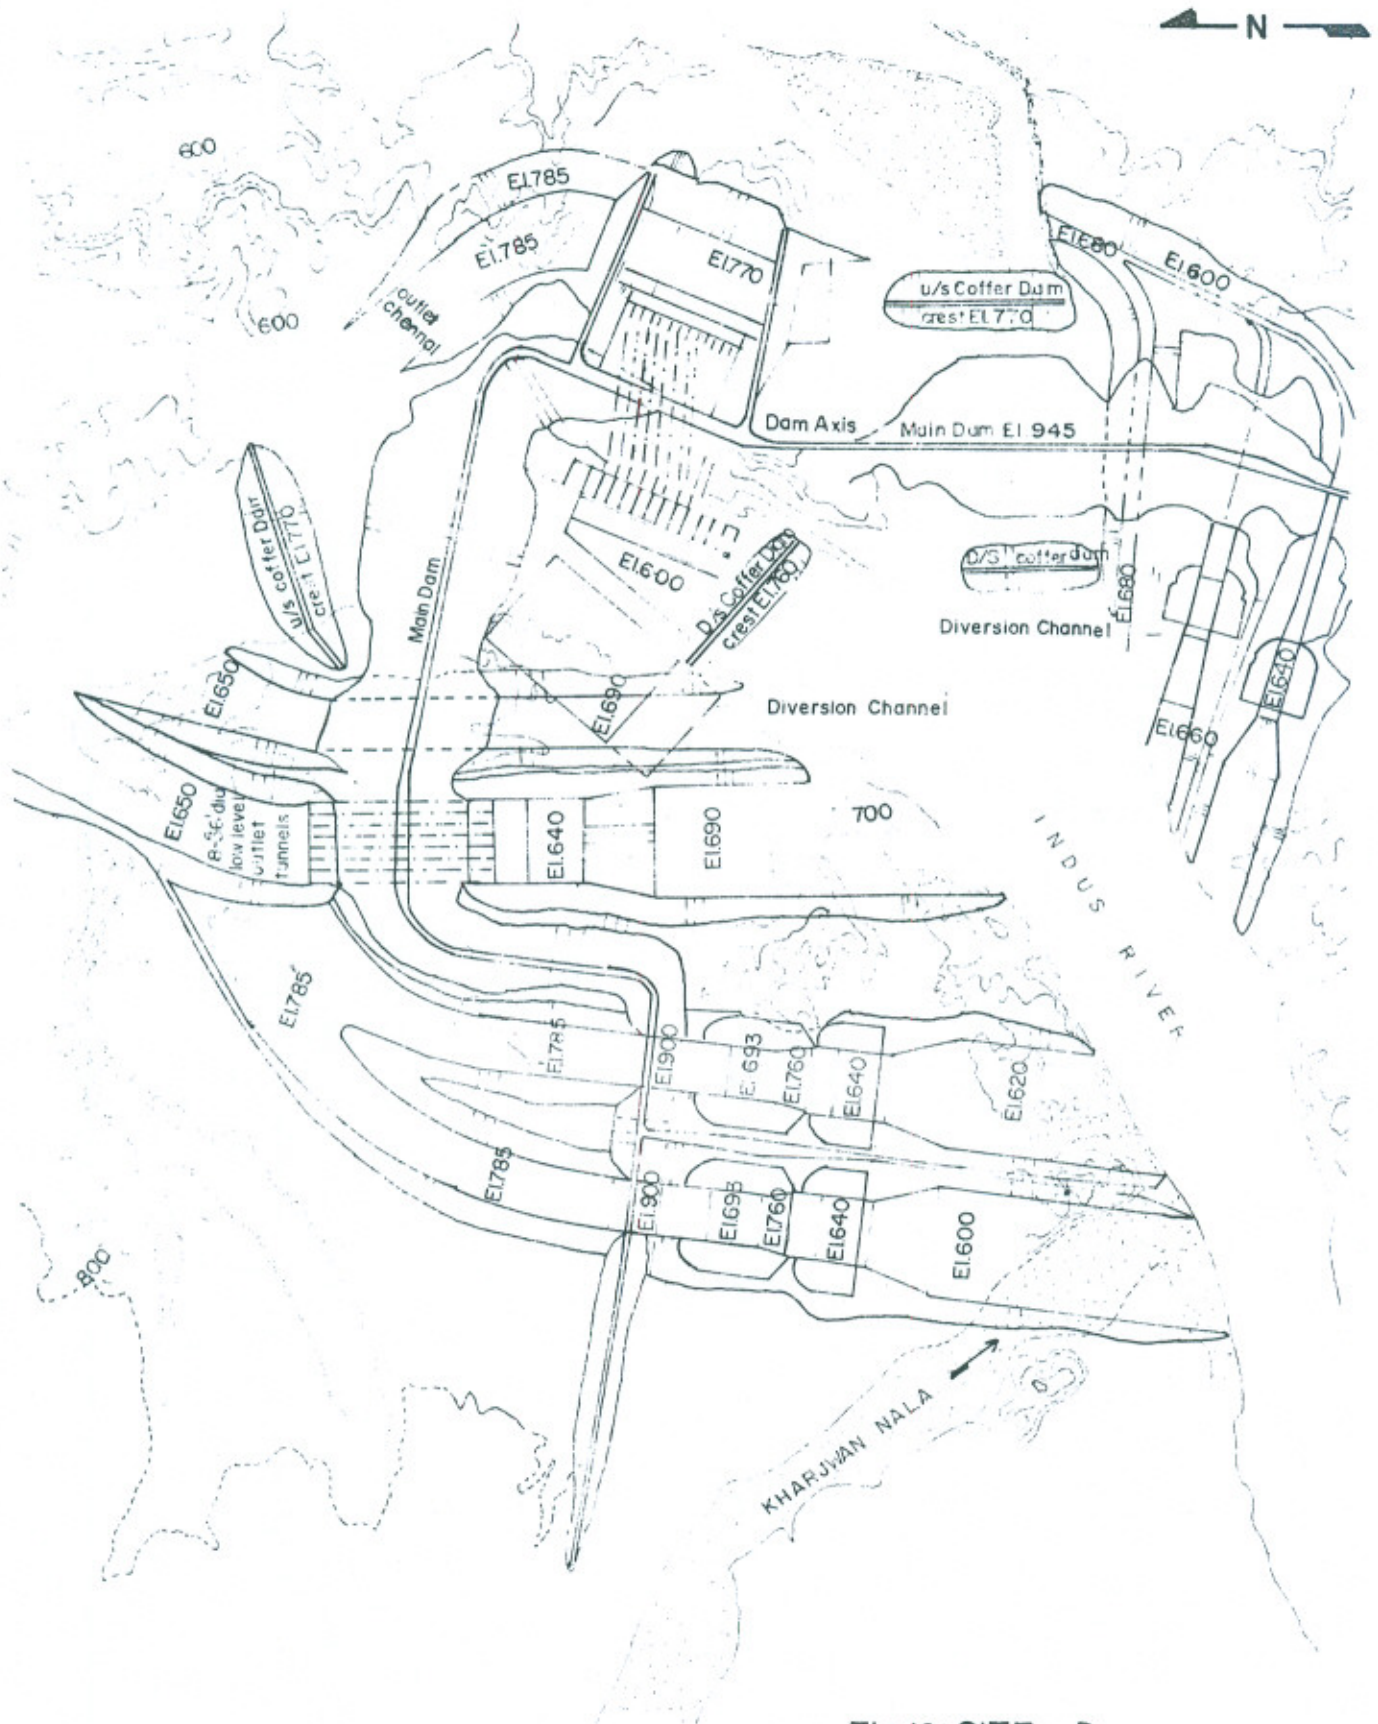 N
600
El.785
El.785
El.770
El.600
u/s Coffer Dam
crest El.770
600
outlet
channal
Dam Axis
Main Dam El 945
u/s coffer Dam
crest El.770
Main Dam
El.600
D/s Coffer Dam
crest El.760
D/S coffer dam
El.680
Diversion Channel
El.650
El.690
Diversion Channel
El.640
El.660
El.650
low level
outlet
tunnels
El.640
El.690
700
INDUS RIVER
El.785
El.785
El.900
El 693
El.760
El.640
El.620
El.785
El.900
El.693
El.760
El.640
El.600
800
KHARJWAN NALA